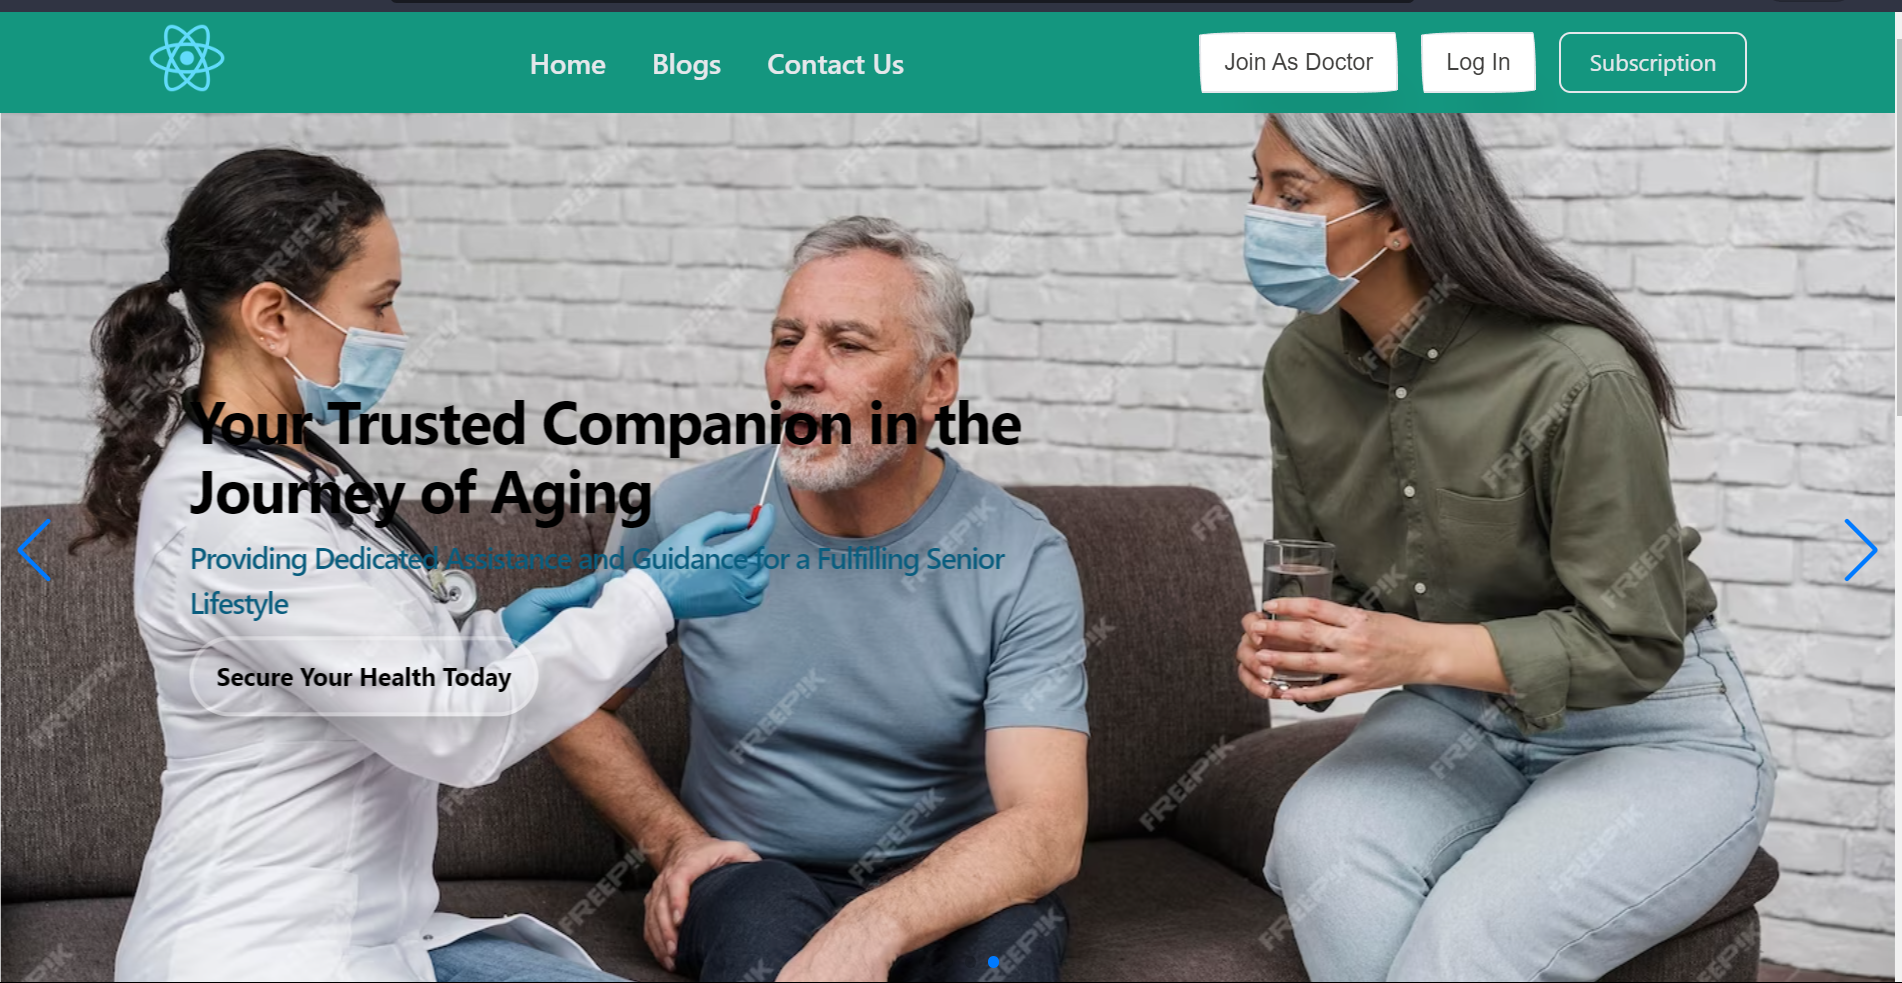 Home Blogs Contact Us Join As Doctor Log In Subscription
Your Trusted Companion in the
Journey of Aging
Providing Dedicated Assistance and Guidance for a Fulfilling Senior
Lifestyle
Secure Your Health Today
FREEPIK